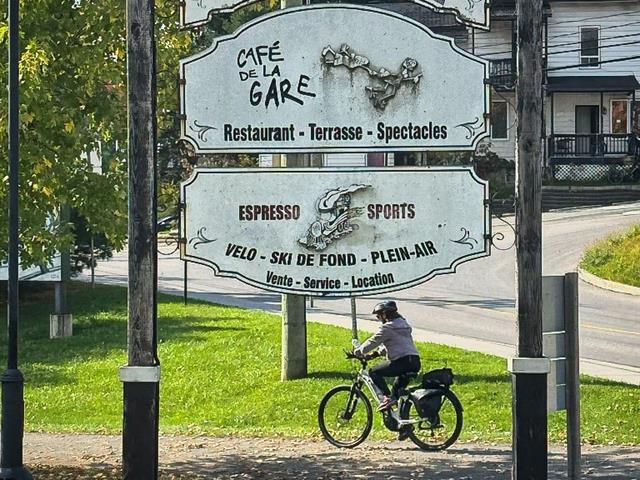 CAFÉ
DE LA
GARE
Restaurant - Terrasse - Spectacles
ESPRESSO SPORTS
VELO - SKI DE FOND - PLEIN-AIR
Vente - Service - Location